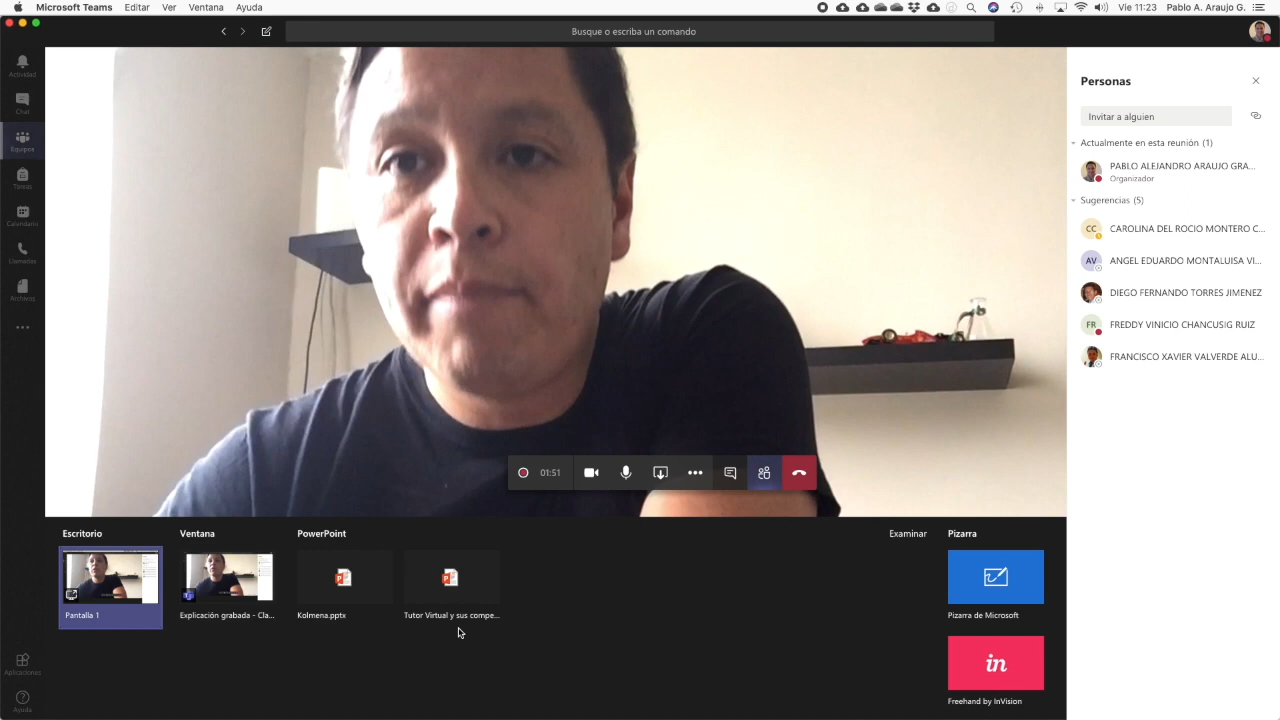 Microsoft Teams Editar Ver Ventana Ayuda Vie 11:23 Pablo A. Araujo G.
Busque o escriba un comando
Actividad
Chat
Equipos
Tareas
Calendario
Llamadas
Archivos
Aplicaciones
Ayuda
01:51
Personas
Invitar a alguien
Actualmente en esta reunión (1)
PABLO ALEJANDRO ARAUJO GRA...
Organizador
Sugerencias (5)
CC CAROLINA DEL ROCIO MONTERO C...
AV ANGEL EDUARDO MONTALUISA VI...
DIEGO FERNANDO TORRES JIMENEZ
FR FREDDY VINICIO CHANCUSIG RUIZ
FRANCISCO XAVIER VALVERDE ALU...
Escritorio Ventana PowerPoint Examinar Pizarra
Pantalla 1 Explicación grabada - Cla... Kolmena.pptx Tutor Virtual y sus compe... Pizarra de Microsoft
in
Freehand by InVision